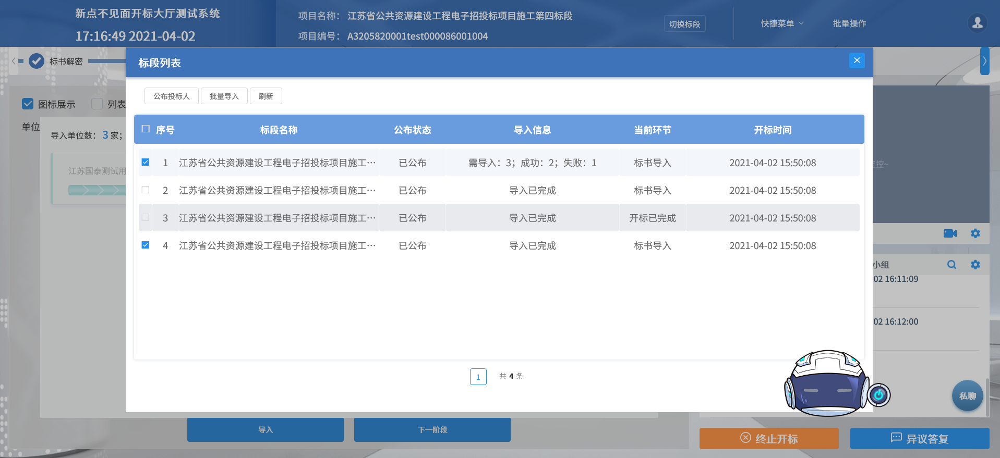 新点不见面开标大厅测试系统
17:16:49 2021-04-02
项目名称： 江苏省公共资源建设工程电子招投标项目施工第四标段
项目编号： A3205820001test000086001004
切换标段
快捷菜单
批量操作
标书解密
图标展示
列表
单位
导入单位数： 3 家；
江苏国泰测试用
标段列表
公布投标人
批量导入
刷新
序号 标段名称 公布状态 导入信息 当前环节 开标时间
1 江苏省公共资源建设工程电子招投标项目施工… 已公布 需导入：3；成功：2；失败：1 标书导入 2021-04-02 15:50:08
2 江苏省公共资源建设工程电子招投标项目施工… 已公布 导入已完成 标书导入 2021-04-02 15:50:08
3 江苏省公共资源建设工程电子招投标项目施工… 已公布 导入已完成 开标已完成 2021-04-02 15:50:08
4 江苏省公共资源建设工程电子招投标项目施工… 已公布 导入已完成 标书导入 2021-04-02 15:50:08
1
共 4 条
控~
小组
-02 16:11:09
-02 16:12:00
私聊
导入
下一阶段
终止开标
异议答复